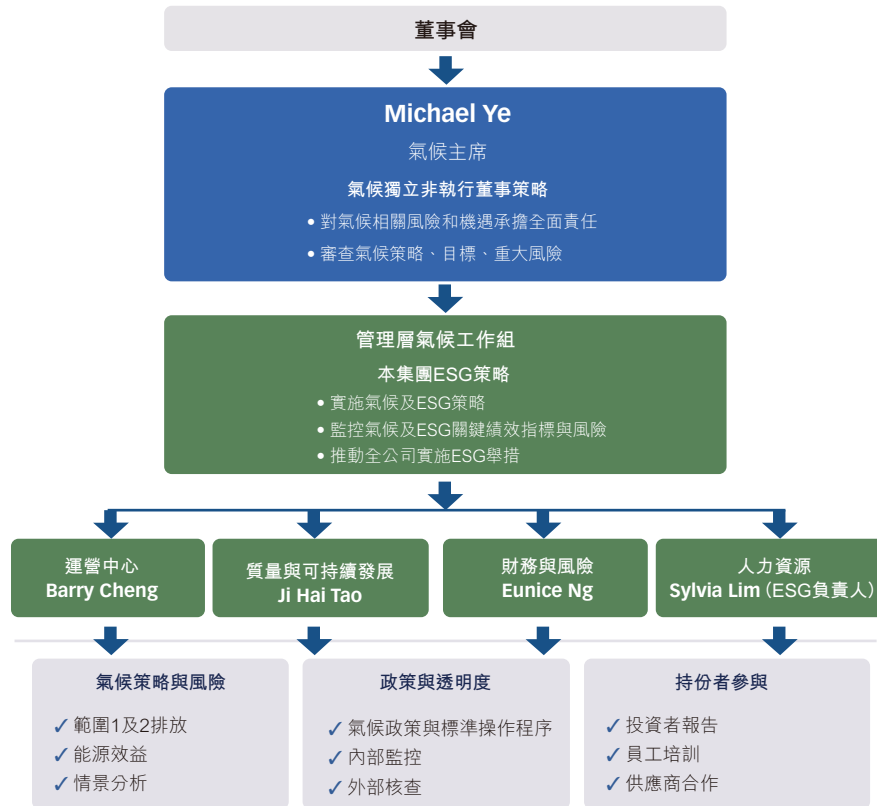 董事會
Michael Ye
氣候主席
氣候獨立非執行董事策略
• 對氣候相關風險和機遇承擔全面責任
• 審查氣候策略、目標、重大風險
管理層氣候工作組
本集團ESG策略
• 實施氣候及ESG策略
• 監控氣候及ESG關鍵績效指標與風險
• 推動全公司實施ESG舉措
運營中心
Barry Cheng
質量與可持續發展
Ji Hai Tao
財務與風險
Eunice Ng
人力資源
Sylvia Lim（ESG負責人）
氣候策略與風險
✓ 範圍1及2排放
✓ 能源效益
✓ 情景分析
政策與透明度
✓ 氣候政策與標準操作程序
✓ 內部監控
✓ 外部核查
持份者參與
✓ 投資者報告
✓ 員工培訓
✓ 供應商合作